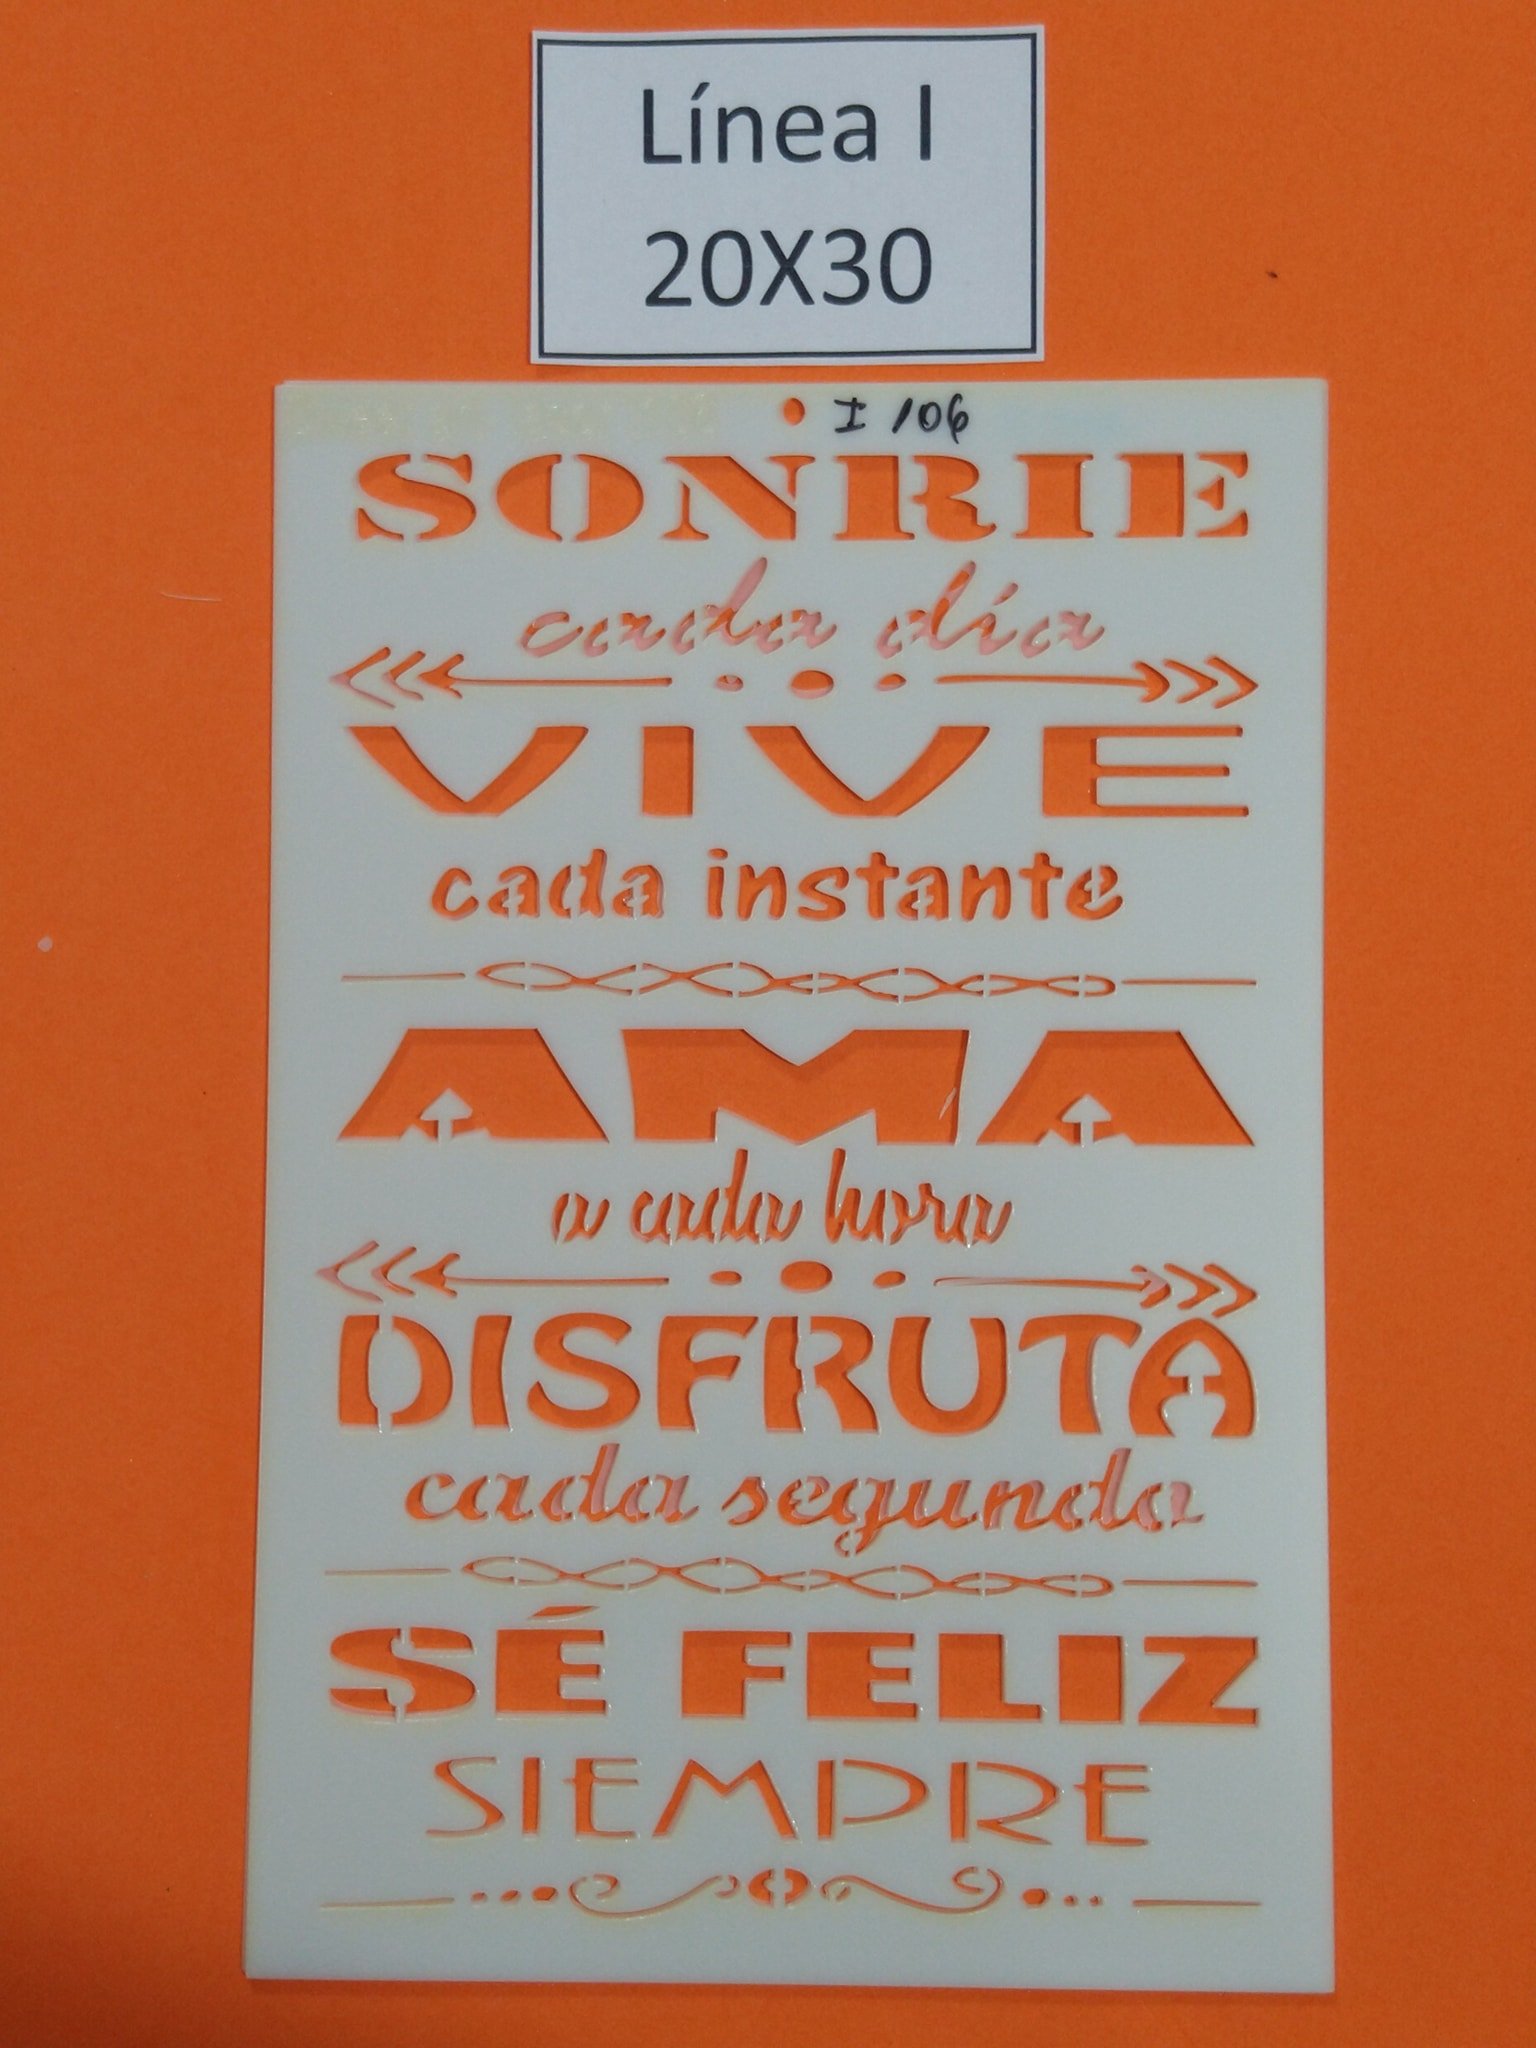 Línea I
20X30
I 106
SONRIE
cada día
VIVE
cada instante
AMA
a cada hora
DISFRUTA
cada segundo
SÉ FELIZ
SIEMPRE